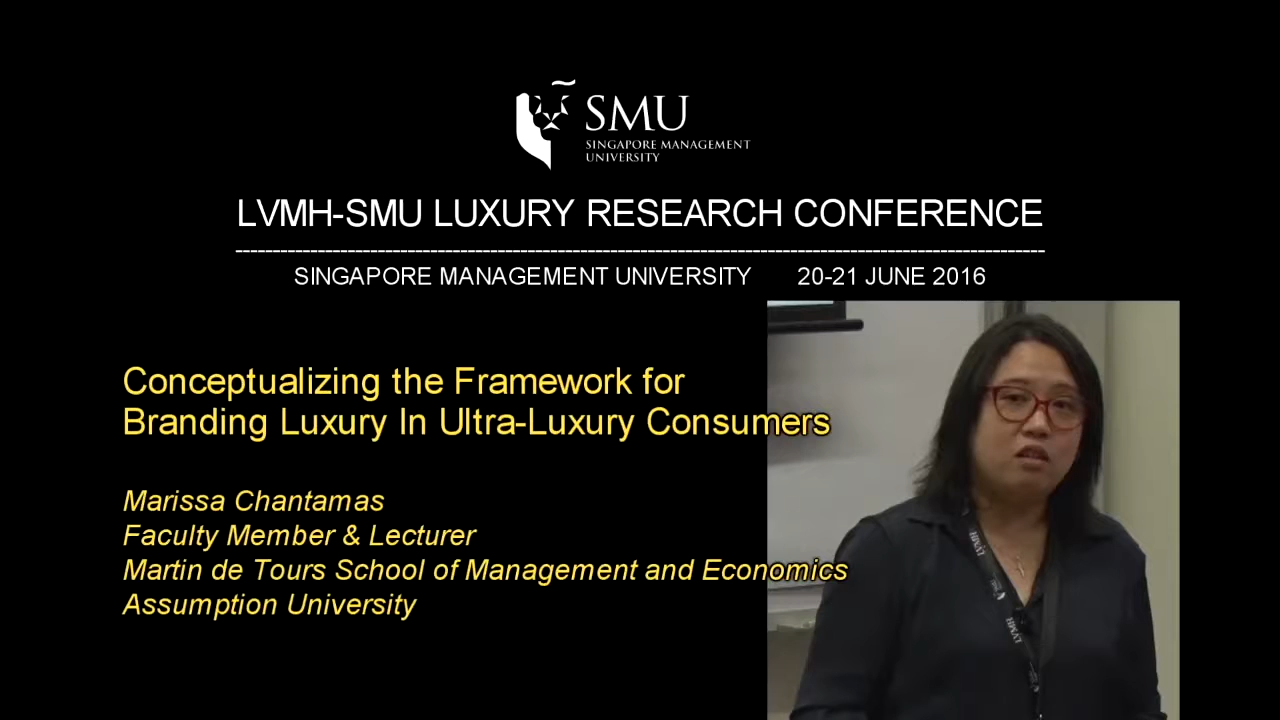 SMU
SINGAPORE MANAGEMENT
UNIVERSITY
LVMH-SMU LUXURY RESEARCH CONFERENCE
SINGAPORE MANAGEMENT UNIVERSITY 20-21 JUNE 2016
Conceptualizing the Framework for
Branding Luxury In Ultra-Luxury Consumers
Marissa Chantamas
Faculty Member & Lecturer
Martin de Tours School of Management and Economics
Assumption University
LVMH
LVMH